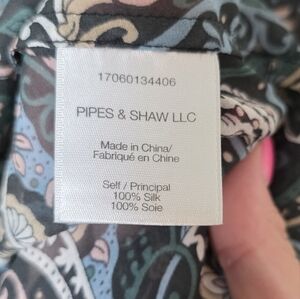 17060134406
PIPES & SHAW LLC
Made in China/
Fabriqué en Chine
Self / Principal
100% Silk
100% Soie